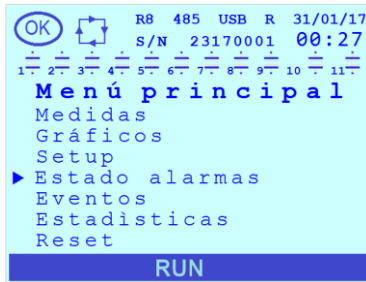 OK R8 485 USB R 31/01/17
S/N 23170001 00:27
1 2 3 4 5 6 7 8 9 10 11
Menú principal
Medidas
Gráficos
Setup
Estado alarmas
Eventos
Estadìsticas
Reset
RUN